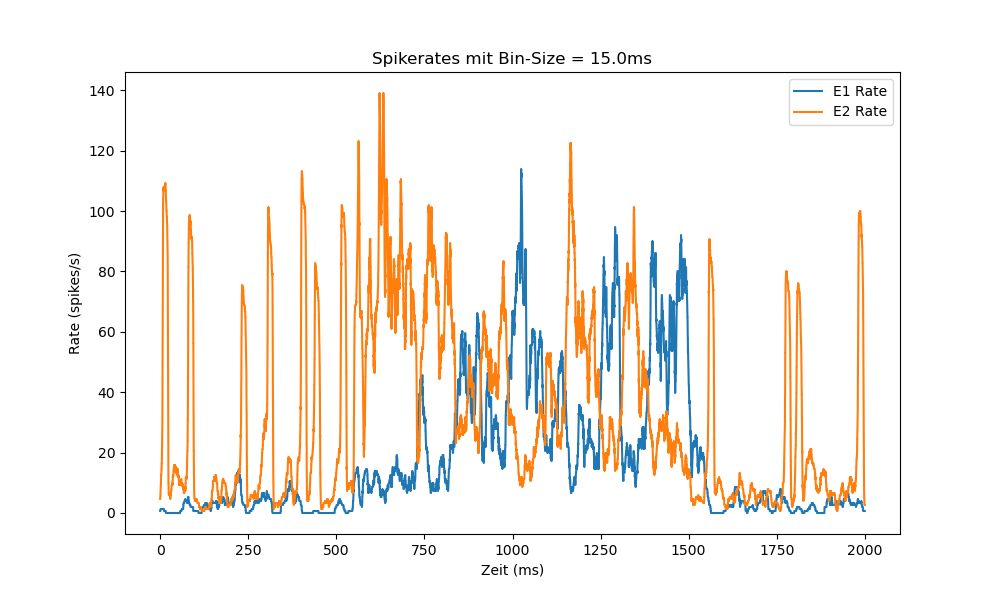 Spikerates mit Bin-Size = 15.0ms
E1 Rate
E2 Rate
140
120
100
80
60
40
20
0
Rate (spikes/s)
0 250 500 750 1000 1250 1500 1750 2000
Zeit (ms)